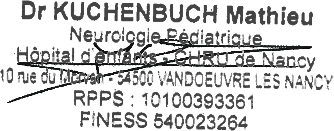 Dr KUCHENBUCH Mathieu
Neurologie Pédiatrique
Hôpital d'enfants - CHRU de Nancy
10 rue du Morvan - 54500 VANDOEUVRE LES NANCY
RPPS : 10100393361
FINESS 540023264